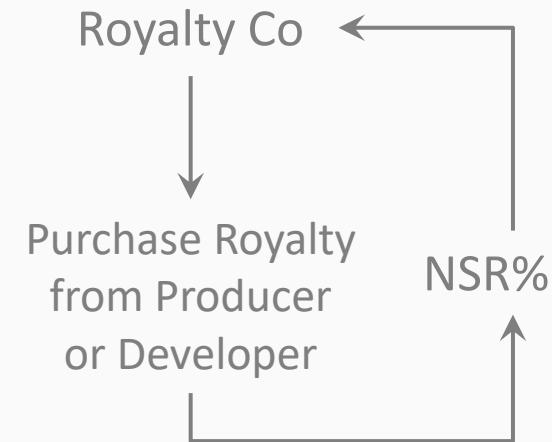 Royalty Co
Purchase Royalty
from Producer
or Developer
NSR%